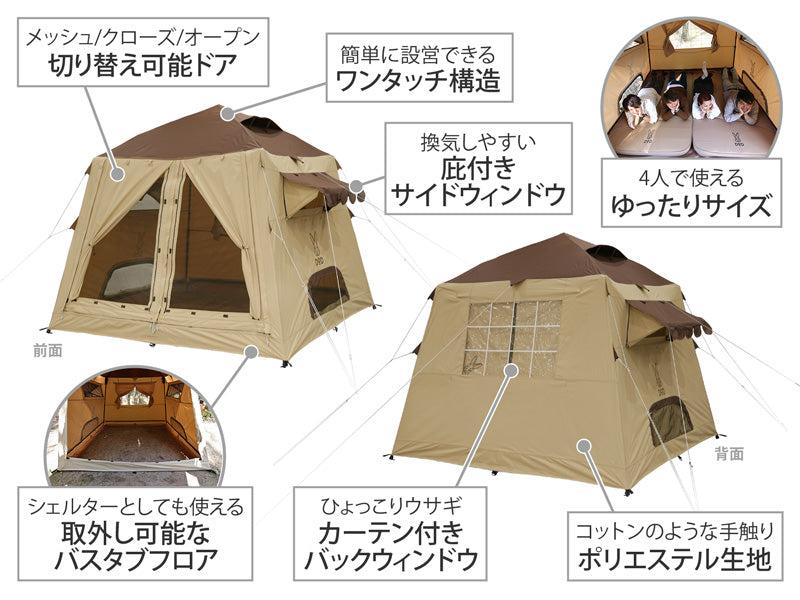 メッシュ/クローズ/オープン
切り替え可能ドア
簡単に設営できる
ワンタッチ構造
換気しやすい
庇付き
サイドウィンドウ
4人で使える
ゆったりサイズ
DOD
DOD
前面
DOD
背面
シェルターとしても使える
取外し可能な
バスタブフロア
ひょっこりウサギ
カーテン付き
バックウィンドウ
コットンのような手触り
ポリエステル生地